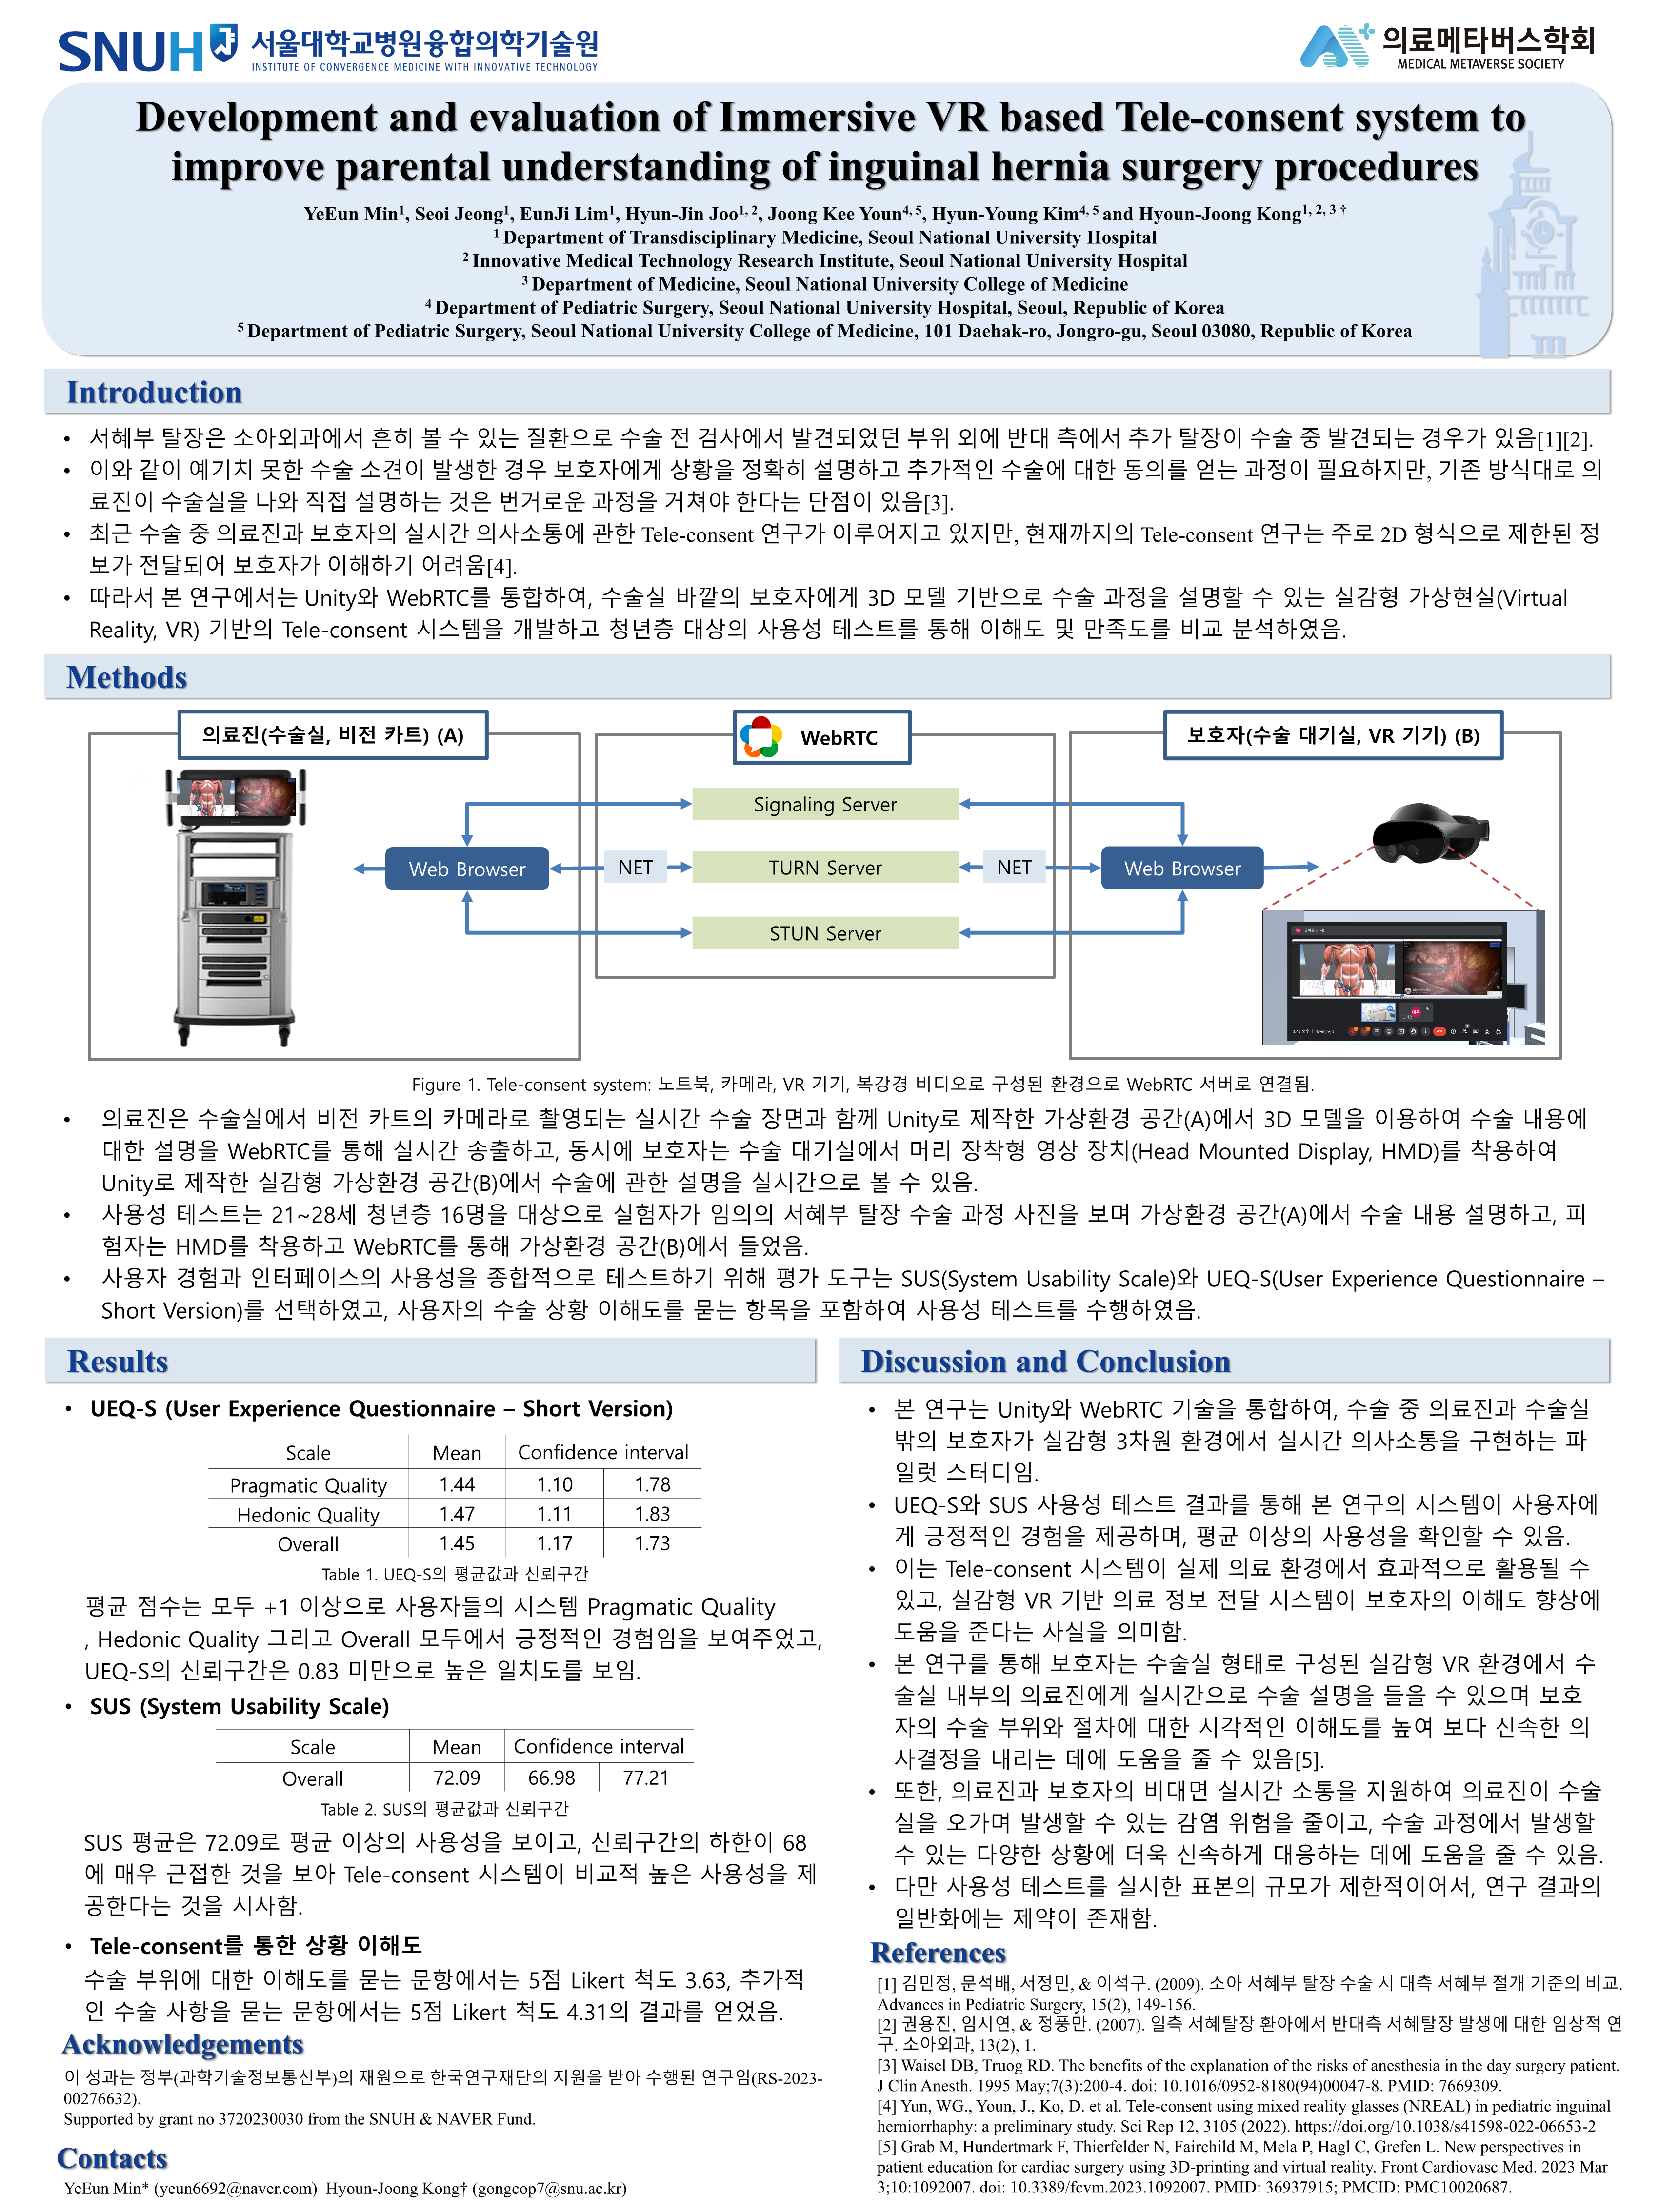 SNUH 서울대학교병원융합의학기술원
INSTITUTE OF CONVERGENCE MEDICINE WITH INNOVATIVE TECHNOLOGY
의료메타버스학회
MEDICAL METAVERSE SOCIETY
Development and evaluation of Immersive VR based Tele-consent system to
improve parental understanding of inguinal hernia surgery procedures
YeEun Min1, Seoi Jeong1, EunJi Lim1, Hyun-Jin Joo1, 2, Joong Kee Youn4, 5, Hyun-Young Kim4, 5 and Hyoun-Joong Kong1, 2, 3 †
1 Department of Transdisciplinary Medicine, Seoul National University Hospital
2 Innovative Medical Technology Research Institute, Seoul National University Hospital
3 Department of Medicine, Seoul National University College of Medicine
4 Department of Pediatric Surgery, Seoul National University Hospital, Seoul, Republic of Korea
5 Department of Pediatric Surgery, Seoul National University College of Medicine, 101 Daehak-ro, Jongro-gu, Seoul 03080, Republic of Korea
Introduction
• 서혜부 탈장은 소아외과에서 흔히 볼 수 있는 질환으로 수술 전 검사에서 발견되었던 부위 외에 반대 측에서 추가 탈장이 수술 중 발견되는 경우가 있음[1][2].
• 이와 같이 예기치 못한 수술 소견이 발생한 경우 보호자에게 상황을 정확히 설명하고 추가적인 수술에 대한 동의를 얻는 과정이 필요하지만, 기존 방식대로 의
료진이 수술실을 나와 직접 설명하는 것은 번거로운 과정을 거쳐야 한다는 단점이 있음[3].
• 최근 수술 중 의료진과 보호자의 실시간 의사소통에 관한 Tele-consent 연구가 이루어지고 있지만, 현재까지의 Tele-consent 연구는 주로 2D 형식으로 제한된 정
보가 전달되어 보호자가 이해하기 어려움[4].
• 따라서 본 연구에서는 Unity와 WebRTC를 통합하여, 수술실 바깥의 보호자에게 3D 모델 기반으로 수술 과정을 설명할 수 있는 실감형 가상현실(Virtual
Reality, VR) 기반의 Tele-consent 시스템을 개발하고 청년층 대상의 사용성 테스트를 통해 이해도 및 만족도를 비교 분석하였음.
Methods
의료진(수술실, 비전 카트) (A)
WebRTC
보호자(수술 대기실, VR 기기) (B)
Signaling Server
Web Browser
NET
TURN Server
NET
Web Browser
STUN Server
Figure 1. Tele-consent system: 노트북, 카메라, VR 기기, 복강경 비디오로 구성된 환경으로 WebRTC 서버로 연결됨.
• 의료진은 수술실에서 비전 카트의 카메라로 촬영되는 실시간 수술 장면과 함께 Unity로 제작한 가상환경 공간(A)에서 3D 모델을 이용하여 수술 내용에
대한 설명을 WebRTC를 통해 실시간 송출하고, 동시에 보호자는 수술 대기실에서 머리 장착형 영상 장치(Head Mounted Display, HMD)를 착용하여
Unity로 제작한 실감형 가상환경 공간(B)에서 수술에 관한 설명을 실시간으로 볼 수 있음.
• 사용성 테스트는 21~28세 청년층 16명을 대상으로 실험자가 임의의 서혜부 탈장 수술 과정 사진을 보며 가상환경 공간(A)에서 수술 내용 설명하고, 피
험자는 HMD를 착용하고 WebRTC를 통해 가상환경 공간(B)에서 들었음.
• 사용자 경험과 인터페이스의 사용성을 종합적으로 테스트하기 위해 평가 도구는 SUS(System Usability Scale)와 UEQ-S(User Experience Questionnaire –
Short Version)를 선택하였고, 사용자의 수술 상황 이해도를 묻는 항목을 포함하여 사용성 테스트를 수행하였음.
Results
• UEQ-S (User Experience Questionnaire – Short Version)
Scale Mean Confidence interval
Pragmatic Quality 1.44 1.10 1.78
Hedonic Quality 1.47 1.11 1.83
Overall 1.45 1.17 1.73
Table 1. UEQ-S의 평균값과 신뢰구간
평균 점수는 모두 +1 이상으로 사용자들의 시스템 Pragmatic Quality
, Hedonic Quality 그리고 Overall 모두에서 긍정적인 경험임을 보여주었고,
UEQ-S의 신뢰구간은 0.83 미만으로 높은 일치도를 보임.
• SUS (System Usability Scale)
Scale Mean Confidence interval
Overall 72.09 66.98 77.21
Table 2. SUS의 평균값과 신뢰구간
SUS 평균은 72.09로 평균 이상의 사용성을 보이고, 신뢰구간의 하한이 68
에 매우 근접한 것을 보아 Tele-consent 시스템이 비교적 높은 사용성을 제
공한다는 것을 시사함.
• Tele-consent를 통한 상황 이해도
수술 부위에 대한 이해도를 묻는 문항에서는 5점 Likert 척도 3.63, 추가적
인 수술 사항을 묻는 문항에서는 5점 Likert 척도 4.31의 결과를 얻었음.
Acknowledgements
이 성과는 정부(과학기술정보통신부)의 재원으로 한국연구재단의 지원을 받아 수행된 연구임(RS-2023-
00276632).
Supported by grant no 3720230030 from the SNUH & NAVER Fund.
Contacts
YeEun Min* (yeun6692@naver.com) Hyoun-Joong Kong† (gongcop7@snu.ac.kr)
Discussion and Conclusion
• 본 연구는 Unity와 WebRTC 기술을 통합하여, 수술 중 의료진과 수술실
밖의 보호자가 실감형 3차원 환경에서 실시간 의사소통을 구현하는 파
일럿 스터디임.
• UEQ-S와 SUS 사용성 테스트 결과를 통해 본 연구의 시스템이 사용자에
게 긍정적인 경험을 제공하며, 평균 이상의 사용성을 확인할 수 있음.
• 이는 Tele-consent 시스템이 실제 의료 환경에서 효과적으로 활용될 수
있고, 실감형 VR 기반 의료 정보 전달 시스템이 보호자의 이해도 향상에
도움을 준다는 사실을 의미함.
• 본 연구를 통해 보호자는 수술실 형태로 구성된 실감형 VR 환경에서 수
술실 내부의 의료진에게 실시간으로 수술 설명을 들을 수 있으며 보호
자의 수술 부위와 절차에 대한 시각적인 이해도를 높여 보다 신속한 의
사결정을 내리는 데에 도움을 줄 수 있음[5].
• 또한, 의료진과 보호자의 비대면 실시간 소통을 지원하여 의료진이 수술
실을 오가며 발생할 수 있는 감염 위험을 줄이고, 수술 과정에서 발생할
수 있는 다양한 상황에 더욱 신속하게 대응하는 데에 도움을 줄 수 있음.
• 다만 사용성 테스트를 실시한 표본의 규모가 제한적이어서, 연구 결과의
일반화에는 제약이 존재함.
References
[1] 김민정, 문석배, 서정민, & 이석구. (2009). 소아 서혜부 탈장 수술 시 대측 서혜부 절개 기준의 비교.
Advances in Pediatric Surgery, 15(2), 149-156.
[2] 권용진, 임시연, & 정풍만. (2007). 일측 서혜탈장 환아에서 반대측 서혜탈장 발생에 대한 임상적 연
구. 소아외과, 13(2), 1.
[3] Waisel DB, Truog RD. The benefits of the explanation of the risks of anesthesia in the day surgery patient.
J Clin Anesth. 1995 May;7(3):200-4. doi: 10.1016/0952-8180(94)00047-8. PMID: 7669309.
[4] Yun, WG., Youn, J., Ko, D. et al. Tele-consent using mixed reality glasses (NREAL) in pediatric inguinal
herniorrhaphy: a preliminary study. Sci Rep 12, 3105 (2022). https://doi.org/10.1038/s41598-022-06653-2
[5] Grab M, Hundertmark F, Thierfelder N, Fairchild M, Mela P, Hagl C, Grefen L. New perspectives in
patient education for cardiac surgery using 3D-printing and virtual reality. Front Cardiovasc Med. 2023 Mar
3;10:1092007. doi: 10.3389/fcvm.2023.1092007. PMID: 36937915; PMCID: PMC10020687.